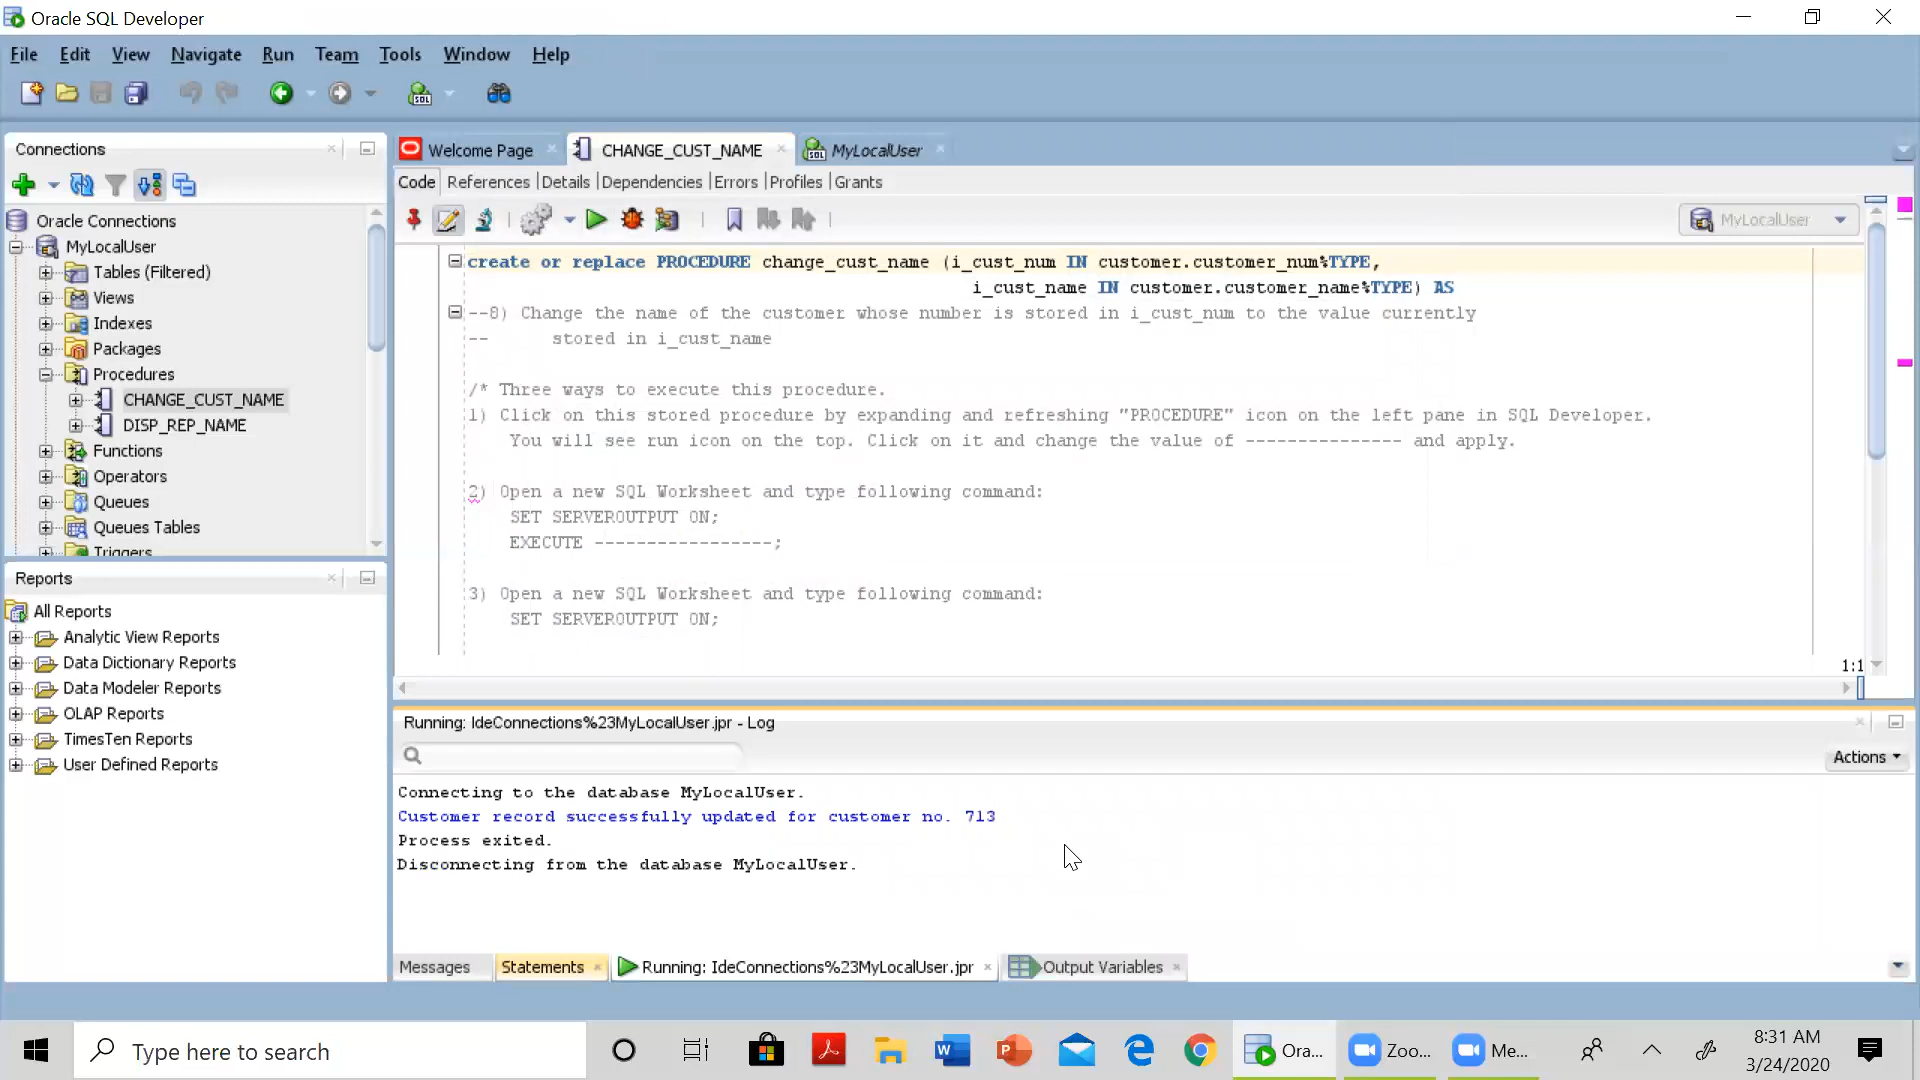 Oracle SQL Developer
File Edit View Navigate Run Team Tools Window Help
Connections
Oracle Connections
MyLocalUser
Tables (Filtered)
Views
Indexes
Packages
Procedures
CHANGE_CUST_NAME
DISP_REP_NAME
Functions
Operators
Queues
Queues Tables
Triggers
Reports
All Reports
Analytic View Reports
Data Dictionary Reports
Data Modeler Reports
OLAP Reports
TimesTen Reports
User Defined Reports
Welcome Page CHANGE_CUST_NAME MyLocalUser
Code References Details Dependencies Errors Profiles Grants
MyLocalUser
create or replace PROCEDURE change_cust_name (i_cust_num IN customer.customer_num%TYPE,
i_cust_name IN customer.customer_name%TYPE) AS
--8) Change the name of the customer whose number is stored in i_cust_num to the value currently
-- stored in i_cust_name
/* Three ways to execute this procedure.
1) Click on this stored procedure by expanding and refreshing "PROCEDURE" icon on the left pane in SQL Developer.
You will see run icon on the top. Click on it and change the value of --------------- and apply.
2) Open a new SQL Worksheet and type following command:
SET SERVEROUTPUT ON;
EXECUTE -----------------;
3) Open a new SQL Worksheet and type following command:
SET SERVEROUTPUT ON;
1:1
Running: IdeConnections%23MyLocalUser.jpr - Log
Actions
Connecting to the database MyLocalUser.
Customer record successfully updated for customer no. 713
Process exited.
Disconnecting from the database MyLocalUser.
Messages Statements Running: IdeConnections%23MyLocalUser.jpr Output Variables
Type here to search
Ora... Zoo... Me...
8:31 AM
3/24/2020